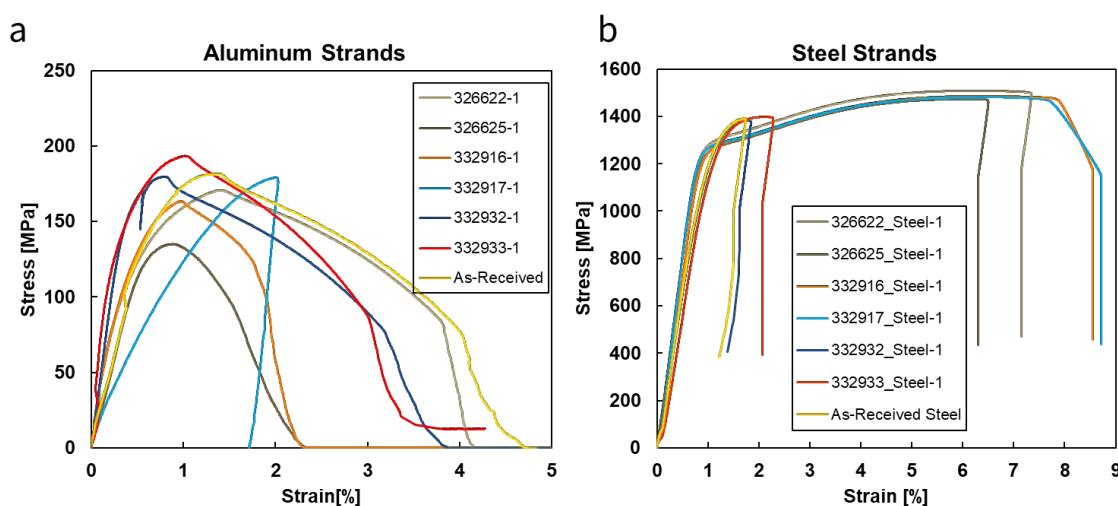 a
Aluminum Strands
250
200
150
100
50
0
Stress [MPa]
0 1 2 3 4 5
Strain[%]
326622-1
326625-1
332916-1
332917-1
332932-1
332933-1
As-Received
b
Steel Strands
1600
1400
1200
1000
800
600
400
200
0
Stress [MPa]
0 1 2 3 4 5 6 7 8 9
Strain [%]
326622_Steel-1
326625_Steel-1
332916_Steel-1
332917_Steel-1
332932_Steel-1
332933_Steel-1
As-Received Steel